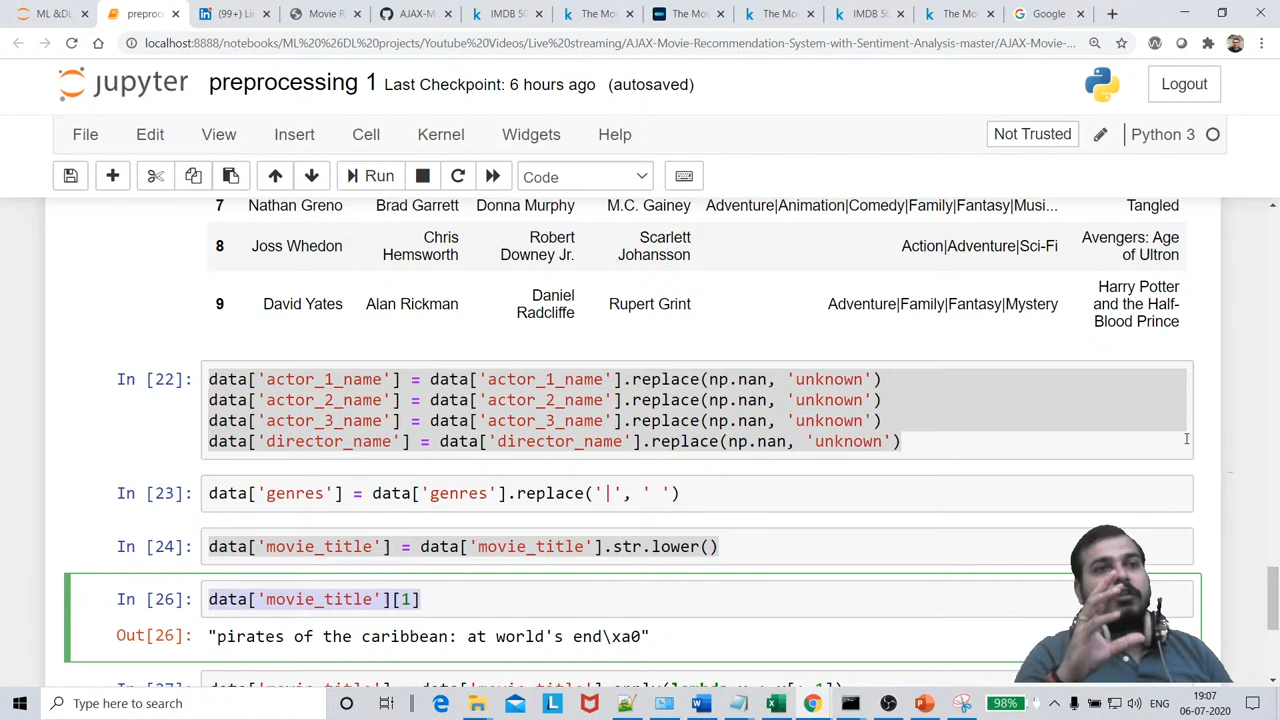 ML &DL
preproc
(99+) Li
Movie R
AJAX-M
IMDB 50
The Mov
The Mov
The Mov
IMDB 50
The Mov
Google
localhost:8888/notebooks/ML%20%26DL%20projects/Youtube%20Videos/live%20streaming/AJAX-Movie-Recommendation-System-with-Sentiment-Analysis-master/AJAX-Movie-...
jupyter preprocessing 1 Last Checkpoint: 6 hours ago (autosaved) Logout
File Edit View Insert Cell Kernel Widgets Help Not Trusted Python 3
Run Code
7 Nathan Greno Brad Garrett Donna Murphy M.C. Gainey Adventure|Animation|Comedy|Family|Fantasy|Musi... Tangled
8 Joss Whedon Chris Hemsworth Robert Downey Jr. Scarlett Johansson Action|Adventure|Sci-Fi Avengers: Age of Ultron
9 David Yates Alan Rickman Daniel Radcliffe Rupert Grint Adventure|Family|Fantasy|Mystery Harry Potter and the Half-Blood Prince
In [22]: data['actor_1_name'] = data['actor_1_name'].replace(np.nan, 'unknown')
data['actor_2_name'] = data['actor_2_name'].replace(np.nan, 'unknown')
data['actor_3_name'] = data['actor_3_name'].replace(np.nan, 'unknown')
data['director_name'] = data['director_name'].replace(np.nan, 'unknown')
In [23]: data['genres'] = data['genres'].replace('|', ' ')
In [24]: data['movie_title'] = data['movie_title'].str.lower()
In [26]: data['movie_title'][1]
Out[26]: "pirates of the caribbean: at world's end\xa0"
Type here to search
98%
ENG
19:07
06-07-2020